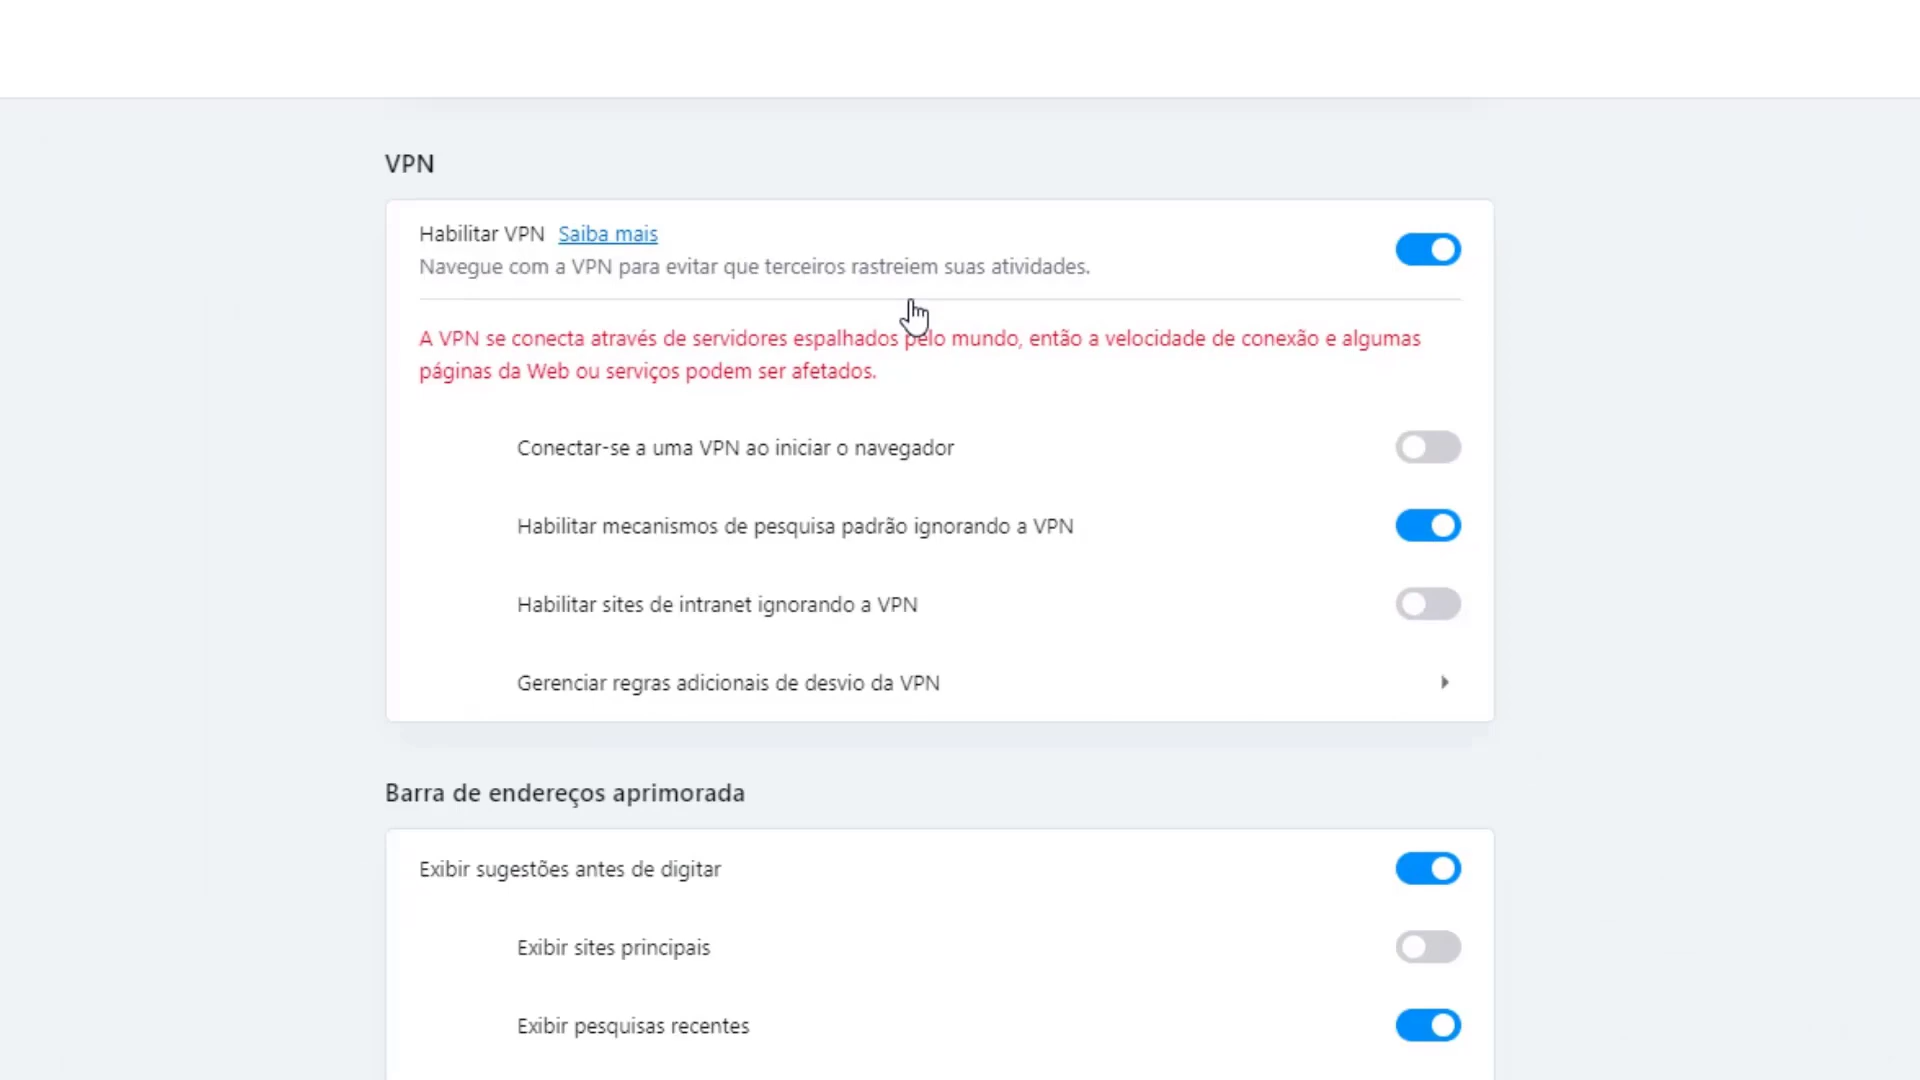 VPN
Habilitar VPN Saiba mais
Navegue com a VPN para evitar que terceiros rastreiem suas atividades.
A VPN se conecta através de servidores espalhados pelo mundo, então a velocidade de conexão e algumas
páginas da Web ou serviços podem ser afetados.
Conectar-se a uma VPN ao iniciar o navegador
Habilitar mecanismos de pesquisa padrão ignorando a VPN
Habilitar sites de intranet ignorando a VPN
Gerenciar regras adicionais de desvio da VPN
Barra de endereços aprimorada
Exibir sugestões antes de digitar
Exibir sites principais
Exibir pesquisas recentes